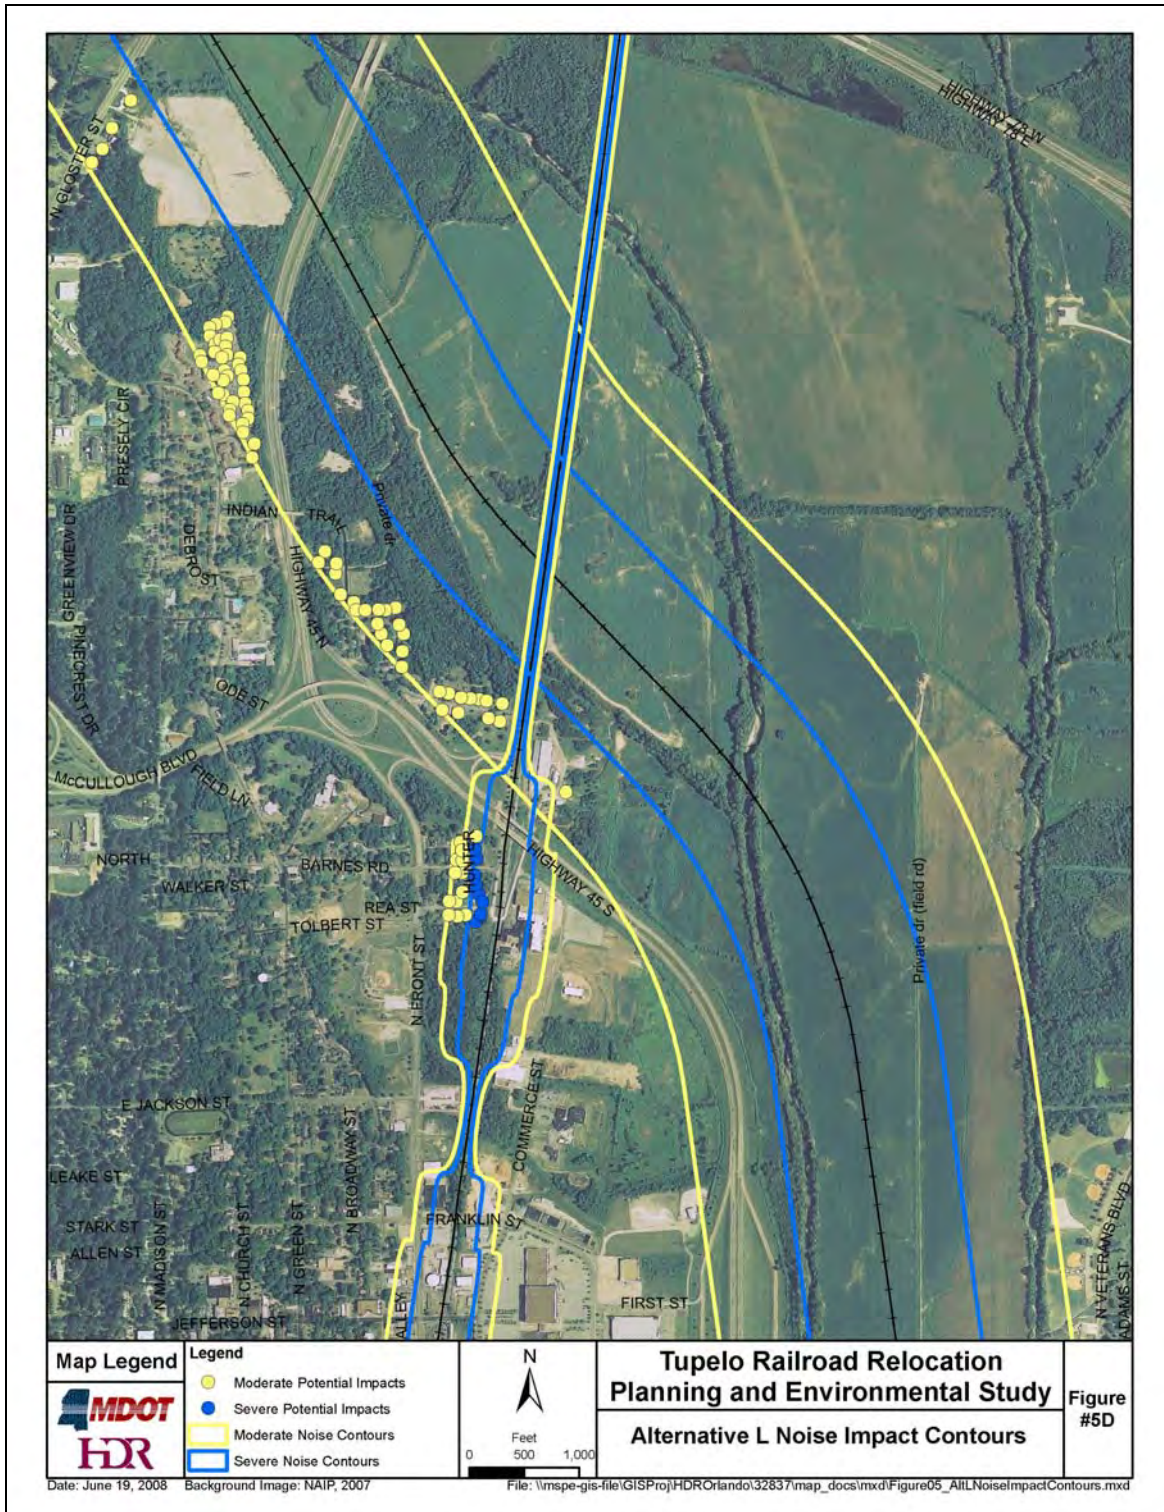 HIGHWAY 78 W
HIGHWAY 78 E
N GLOSTER ST
PRESELY CIR
GREENVIEW DR
INDIAN TRAIL
Private dr
DEBRO ST
HIGHWAY 45 N
PINECREST DR
ODE ST
McCULLOUGH BLVD
FIELD LN
HUNTER
NORTH
BARNES RD
WALKER ST
HIGHWAY 45 S
REA ST
TOLBERT ST
Private dr (field rd)
N FRONT ST
E JACKSON ST
COMMERCE ST
N BROADWAY ST
LEAKE ST
STARK ST
ALLEN ST
N MADISON ST
N CHURCH ST
N GREEN ST
FRANKLIN ST
N VETERANS BLVD
ADAMS ST
ALLEY
FIRST ST
JEFFERSON ST
Map Legend
MDOT
HDR
Legend
Moderate Potential Impacts
Severe Potential Impacts
Moderate Noise Contours
Severe Noise Contours
N
Feet
0 500 1,000
Tupelo Railroad Relocation
Planning and Environmental Study
Alternative L Noise Impact Contours
Figure
#5D
Date: June 19, 2008 Background Image: NAIP, 2007 File: \\mspe-gis-file\GISProj\HDROrlando\32837\map_docs\mxd\Figure05_AltLNoiseImpactContours.mxd